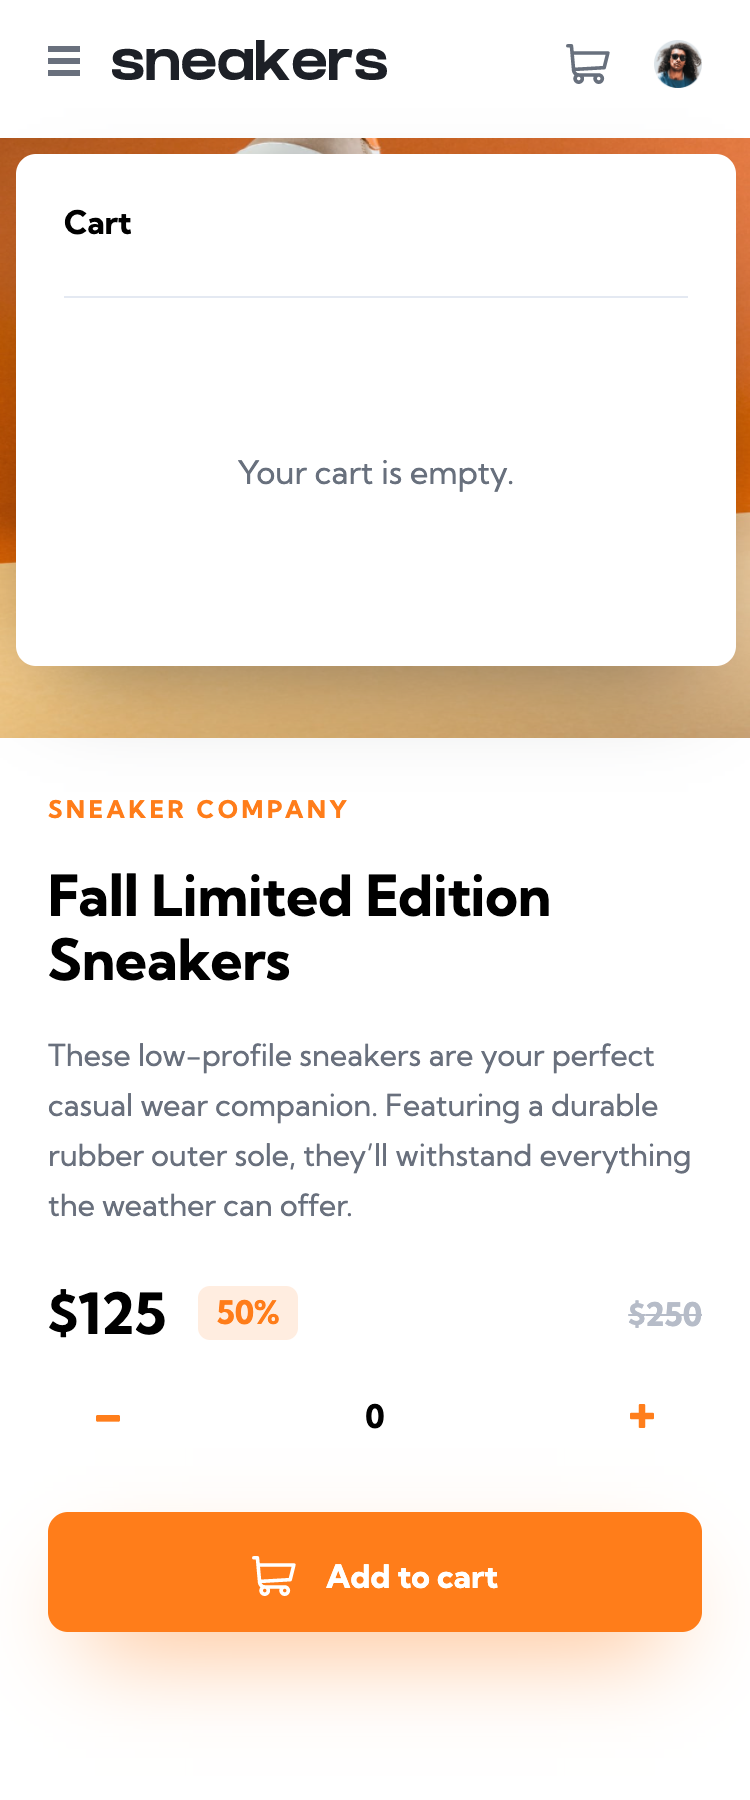 sneakers
Cart
Your cart is empty.
SNEAKER COMPANY
Fall Limited Edition
Sneakers
These low-profile sneakers are your perfect
casual wear companion. Featuring a durable
rubber outer sole, they’ll withstand everything
the weather can offer.
$125 50% $250
0
Add to cart